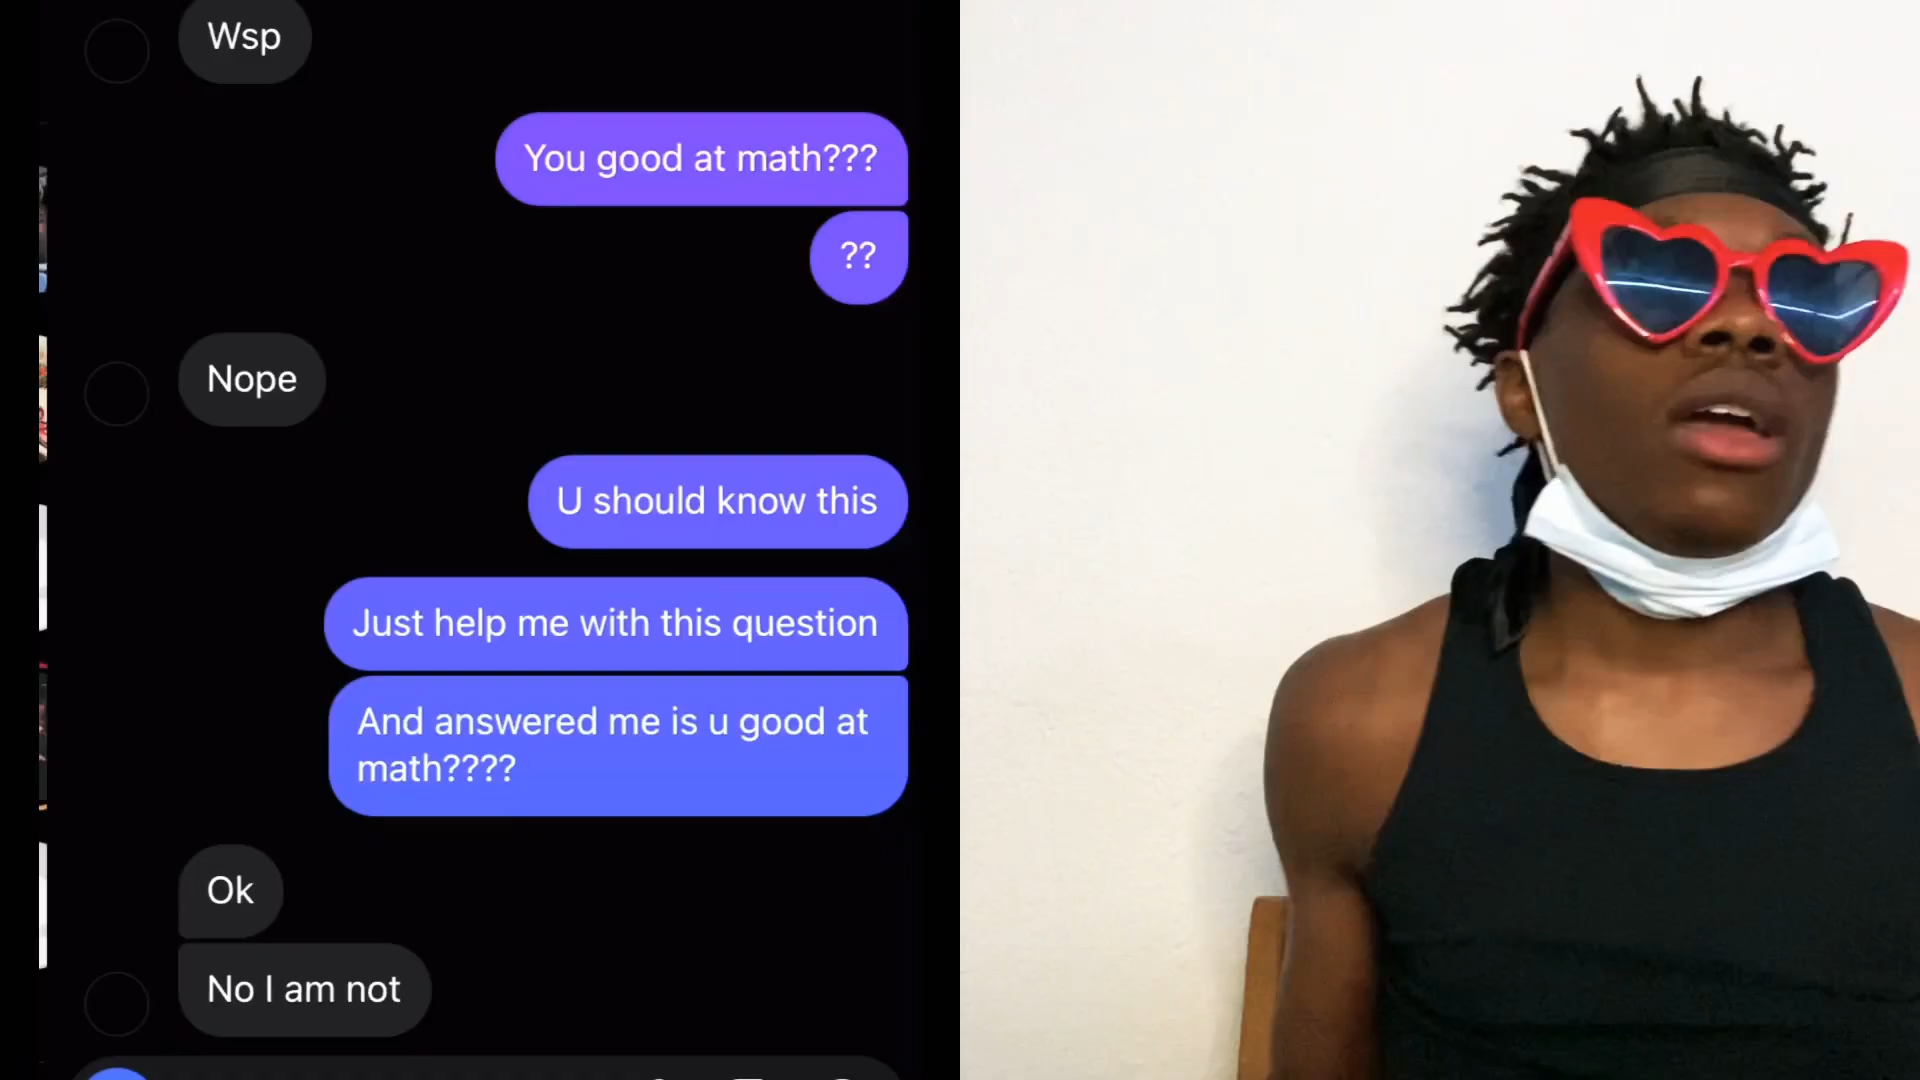 Wsp
You good at math???
??
Nope
U should know this
Just help me with this question
And answered me is u good at
math????
Ok
No I am not